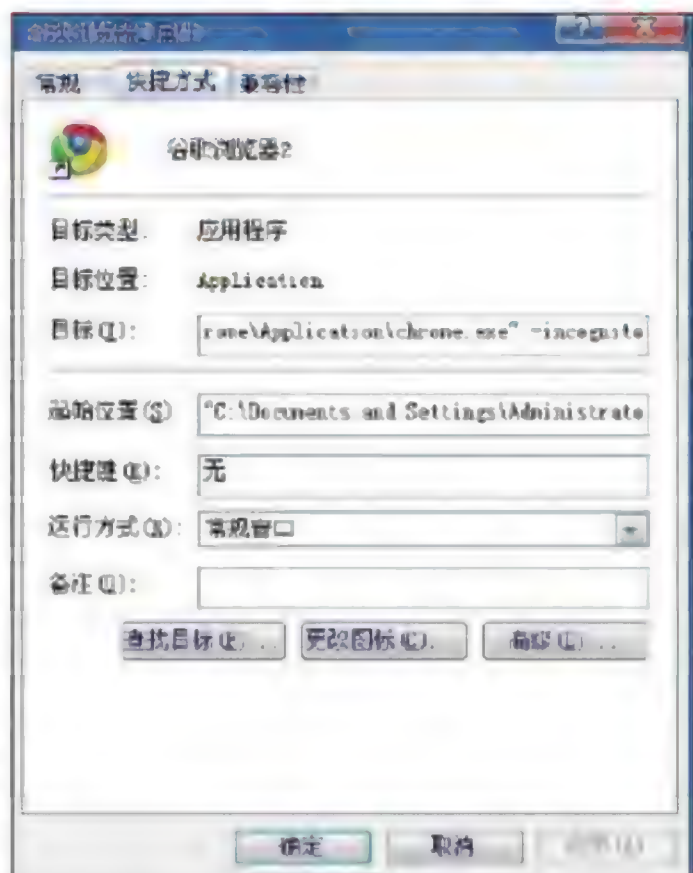 常规 快捷方式 兼容性
谷歌浏览器2
目标类型: 应用程序
目标位置: Application
目标(T): rome\Application\chrome.exe" -incognito
起始位置(S) "C:\Documents and Settings\Administrato
快捷键(K): 无
运行方式(R): 常规窗口
备注(O):
查找目标(F)... 更改图标(C)... 高级(D)...
确定 取消